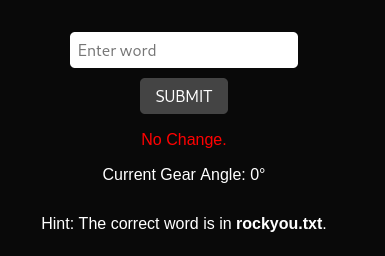 Enter word
SUBMIT
No Change.
Current Gear Angle: 0°
Hint: The correct word is in rockyou.txt.